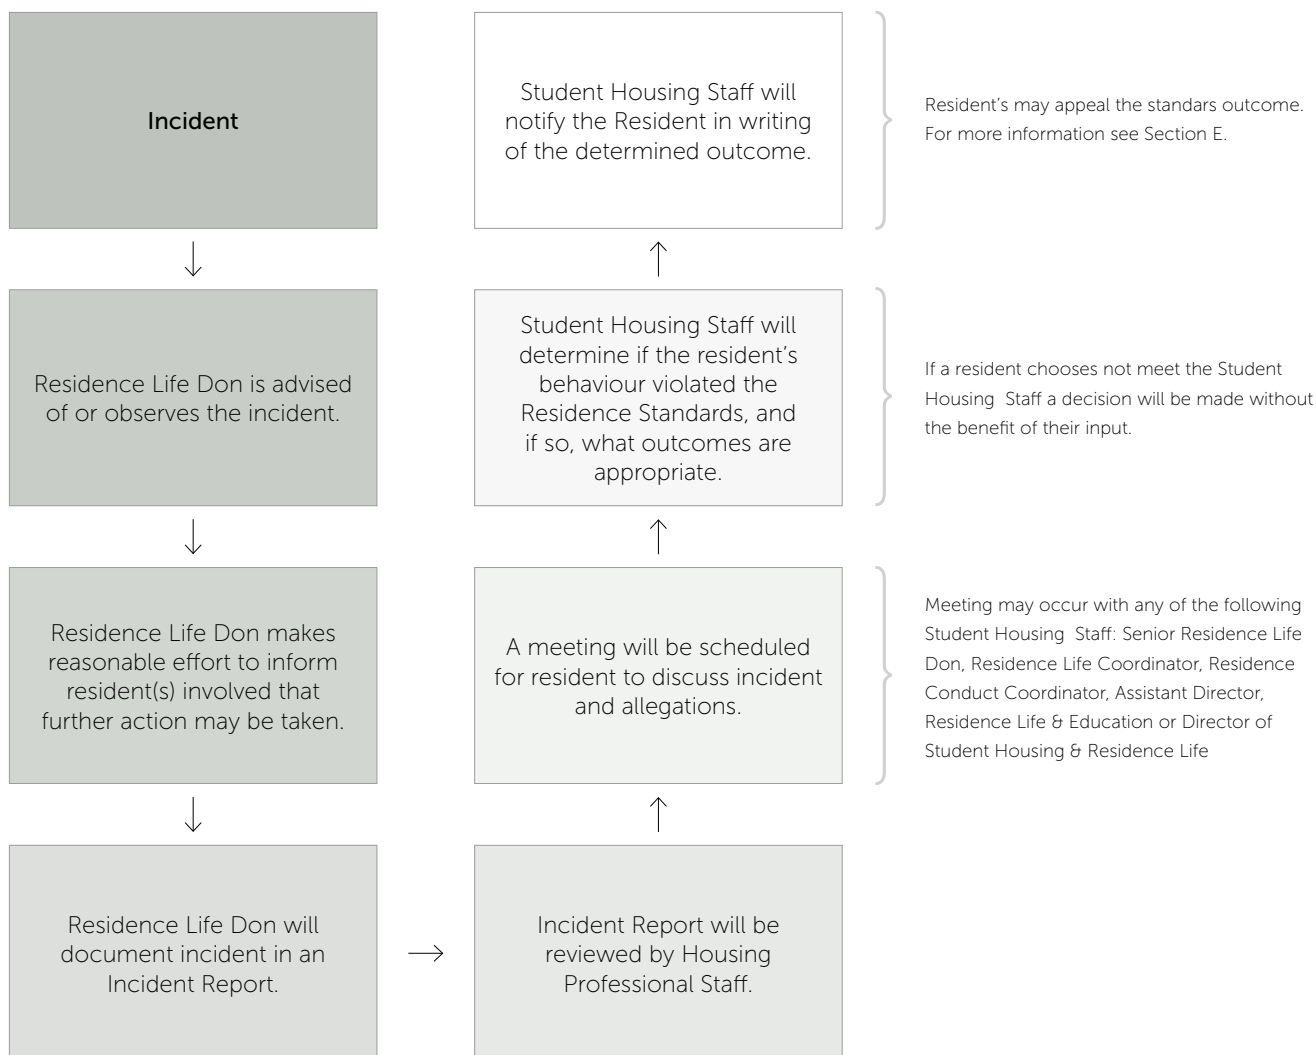 Incident
Residence Life Don is advised
of or observes the incident.
Residence Life Don makes
reasonable effort to inform
resident(s) involved that
further action may be taken.
Residence Life Don will
document incident in an
Incident Report.
Incident Report will be
reviewed by Housing
Professional Staff.
A meeting will be scheduled
for resident to discuss incident
and allegations.
Meeting may occur with any of the following
Student Housing Staff: Senior Residence Life
Don, Residence Life Coordinator, Residence
Conduct Coordinator, Assistant Director,
Residence Life & Education or Director of
Student Housing & Residence Life
Student Housing Staff will
determine if the resident’s
behaviour violated the
Residence Standards, and
if so, what outcomes are
appropriate.
If a resident chooses not meet the Student
Housing Staff a decision will be made without
the benefit of their input.
Student Housing Staff will
notify the Resident in writing
of the determined outcome.
Resident’s may appeal the standars outcome.
For more information see Section E.